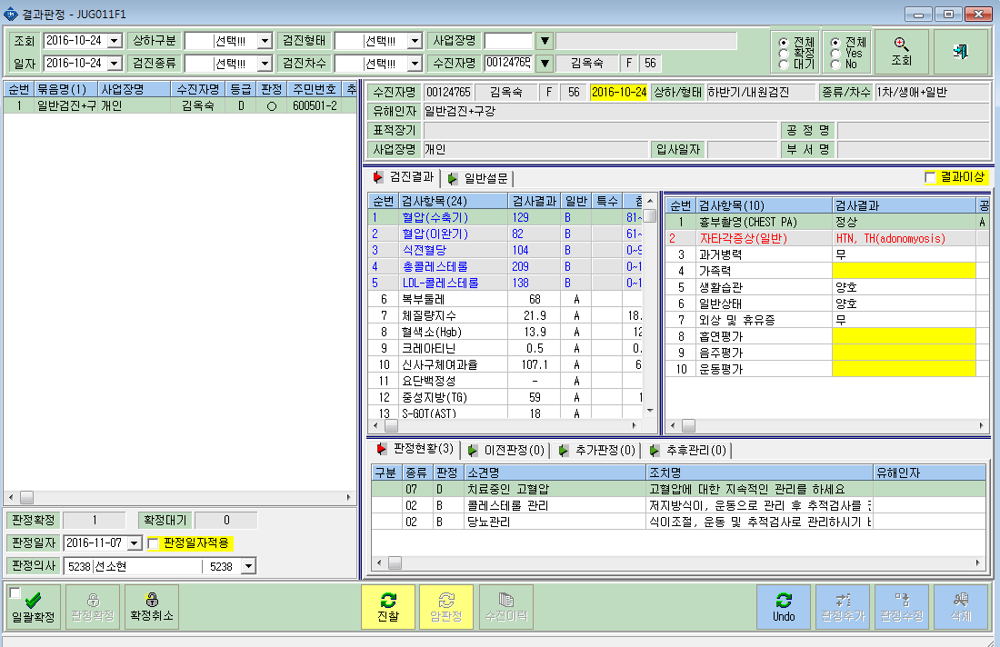 결과판정 - JUG011F1
조회 2016-10-24 상하구분 선택!!! 검진형태 선택!!! 사업장명 전체 확정 대기 전체 Yes No 조회
일자 2016-10-24 검진종류 선택!!! 검진차수 선택!!! 수진자명 00124765 김옥숙 F 56
순번 묶음명(1) 사업장명 수진자명 등급 판정 주민번호
1 일반검진+구 개인 김옥숙 D ○ 600501-2
수진자명 00124765 김옥숙 F 56 2016-10-24 상하/형태 하반기/내원검진 종류/차수 1차/생애+일반
유해인자 일반검진+구강
표적장기 공 정 명
사업장명 개인 입사일자 부 서 명
검진결과 일반설문 결과이상
순번 검사항목(24) 검사결과 일반 특수 참
1 혈압(수축기) 129 B 81~
2 혈압(이완기) 82 B 61~
3 식전혈당 104 B 0~9
4 총콜레스테롤 209 B 0~1
5 LDL-콜레스테롤 138 B 0~1
6 복부둘레 68 A
7 체질량지수 21.9 A 18.
8 혈색소(Hgb) 13.9 A 12
9 크레아티닌 0.5 A 0.
10 신사구체여과율 107.1 A 6
11 요단백정성 - A
12 중성지방(TG) 59 A 1
13 S-GOT(AST) 18 A
순번 검사항목(10) 검사결과 공
1 흉부촬영(CHEST PA) 정상 A
2 자타각증상(일반) HTN, TH(adonomyosis)
3 과거병력 무
4 가족력
5 생활습관 양호
6 일반상태 양호
7 외상 및 휴유증 무
8 흡연평가
9 음주평가
10 운동평가
판정현황(3) 이전판정(0) 추가판정(0) 추후관리(0)
구분 종류 판정 소견명 조치명 유해인자
07 D 치료중인 고혈압 고혈압에 대한 지속적인 관리를 하세요
02 B 콜레스테롤 관리 저지방식이, 운동으로 관리 후 추적검사를
02 B 당뇨관리 식이조절, 운동 및 추적검사로 관리하시기
판정확정 1 확정대기 0
판정일자 2016-11-07 판정일자적용
판정의사 5238 선소현 5238
일괄확정 판정확정 확정취소 진찰 암판정 수진이력 Undo 판정추가 판정수정 삭제